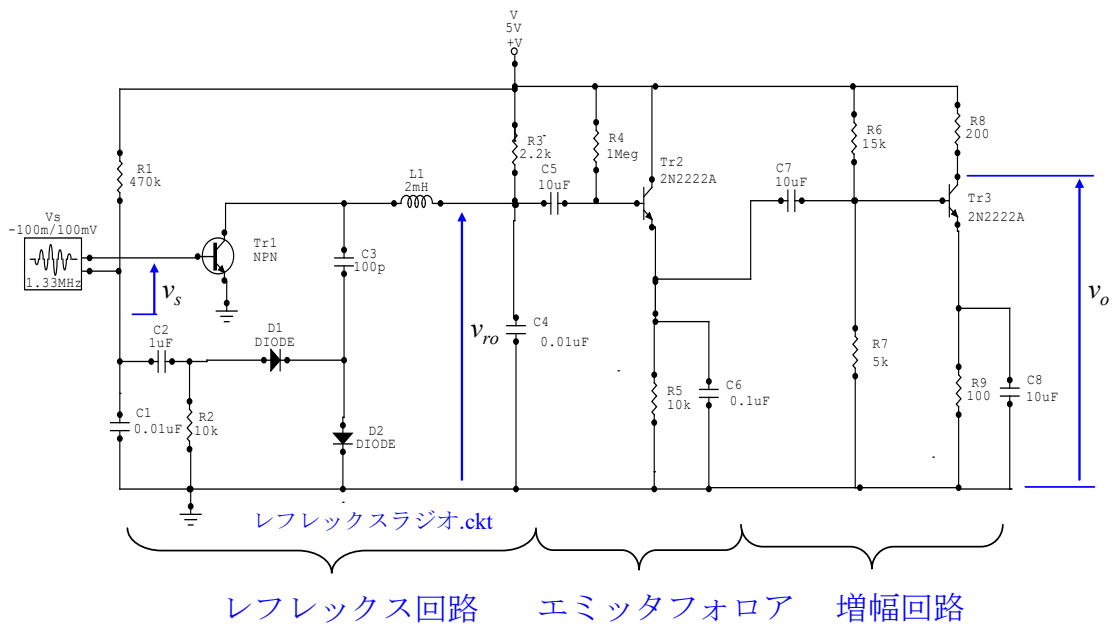 V
5V
+V
R1
470k
Vs
-100m/100mV
1.33MHz
vs
Tr1
NPN
L1
2mH
C3
100p
R3
2.2k
C5
10uF
R4
1Meg
Tr2
2N2222A
C7
10uF
R6
15k
R8
200
Tr3
2N2222A
vo
vro
C2
1uF
D1
DIODE
C4
0.01uF
R7
5k
C1
0.01uF
R2
10k
D2
DIODE
R5
10k
C6
0.1uF
R9
100
C8
10uF
レフレックスラジオ.ckt
レフレックス回路
エミッタフォロア
増幅回路